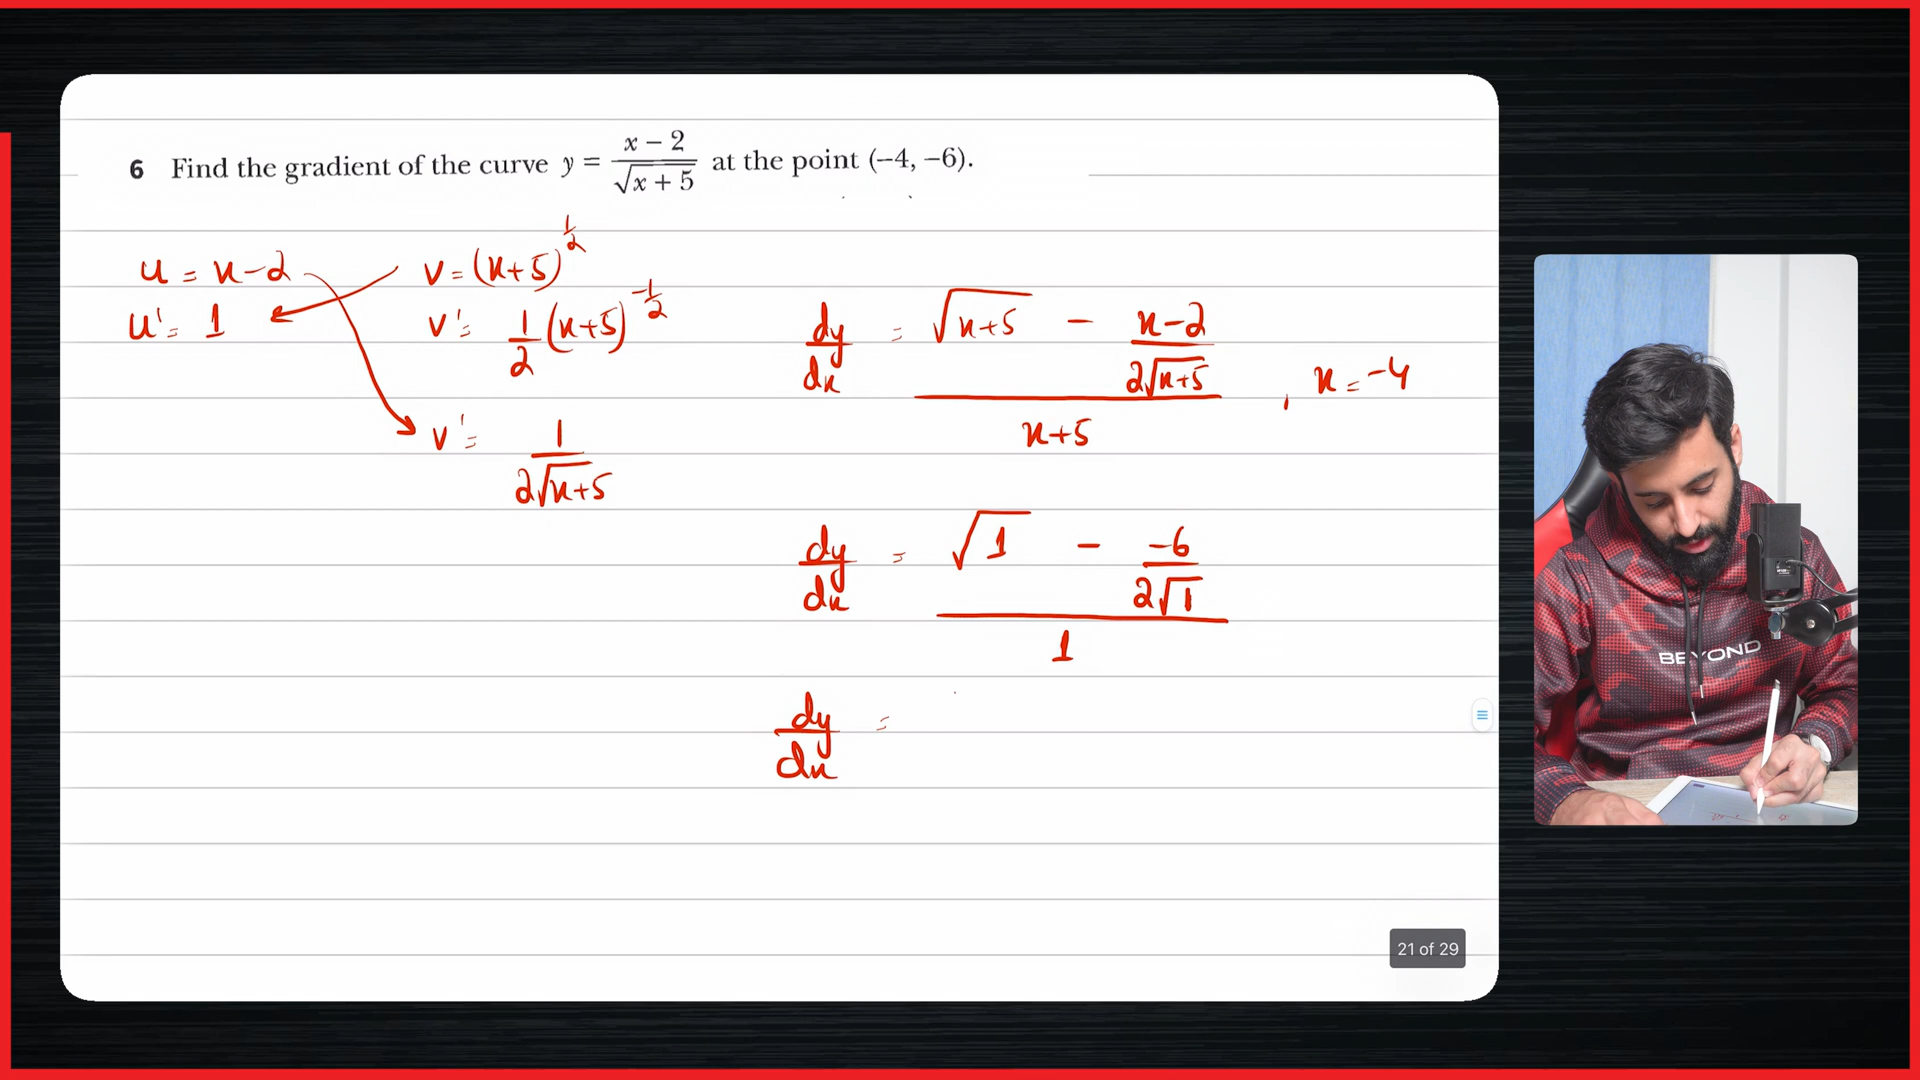 6 Find the gradient of the curve y = (x − 2)/√(x + 5) at the point (−4, −6).
u = x-2
v = (x+5)^(1/2)
u' = 1
v' = 1/2 (x+5)^(-1/2)
v' = 1/(2√(x+5))
dy/dx = (√(x+5) - (x-2)/(2√(x+5)))/(x+5) , x = -4
dy/dx = (√1 - (-6)/(2√1))/1
dy/dx =
21 of 29
BEYOND